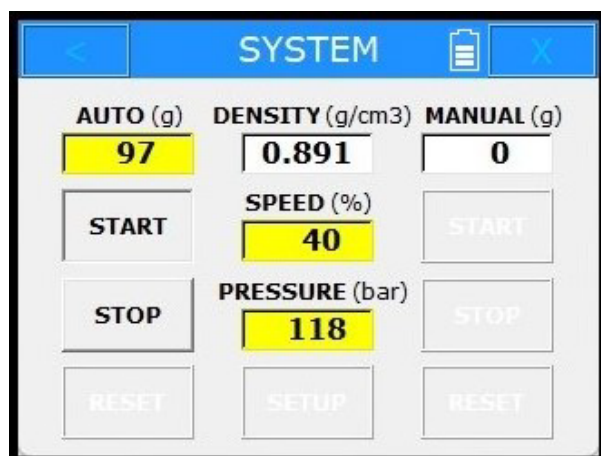 < SYSTEM X
AUTO (g) DENSITY (g/cm3) MANUAL (g)
97 0.891 0
START SPEED (%) START
40
STOP PRESSURE (bar) STOP
118
RESET SETUP RESET